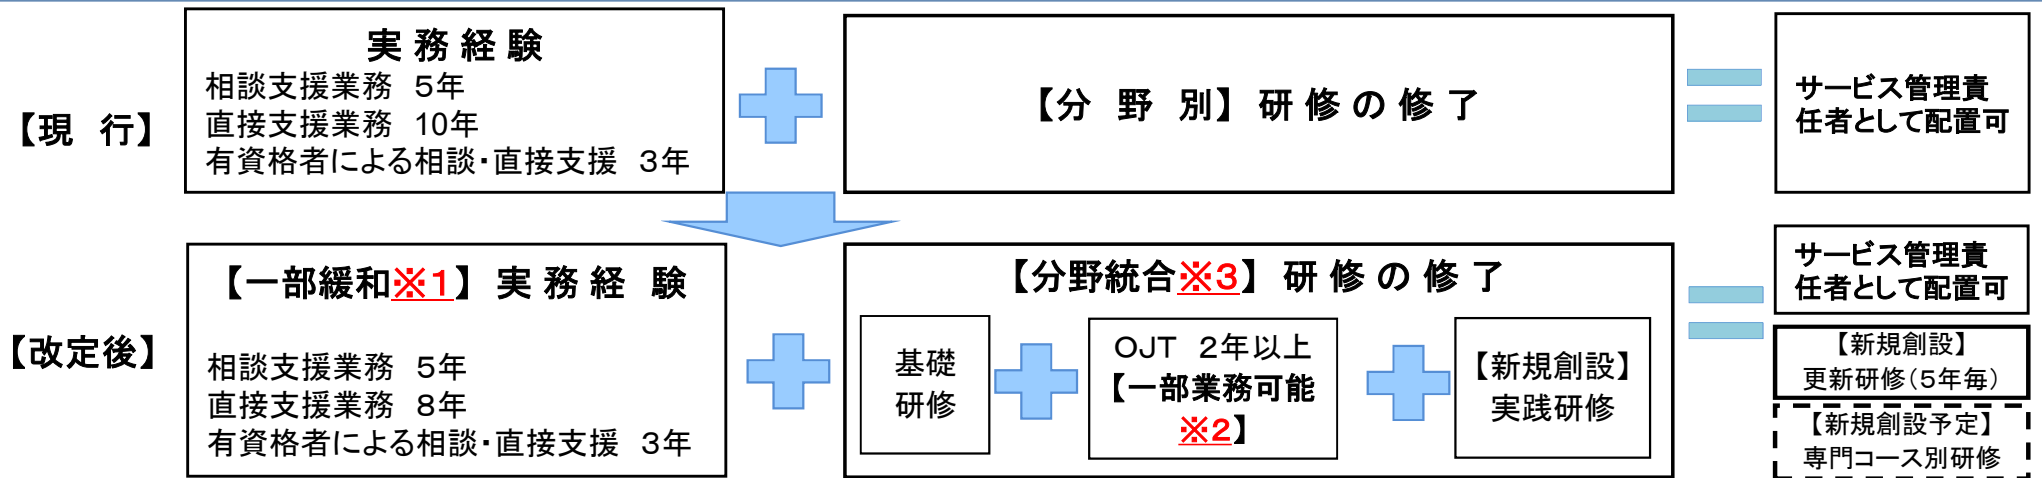 【現　行】
実 務 経 験
相談支援業務　5年
直接支援業務　10年
有資格者による相談・直接支援　3年
【分　野　別】 研 修 の 修 了
サービス管理責
任者として配置可
【改定後】
【一部緩和※1】 実 務 経　験
相談支援業務　5年
直接支援業務　8年
有資格者による相談・直接支援　3年
【分野統合※3】 研 修 の 修 了
基礎
研修
OJT　2年以上
【一部業務可能
※2】
【新規創設】
実践研修
サービス管理責
任者として配置可
【新規創設】
更新研修（5年毎）
【新規創設予定】
専門コース別研修